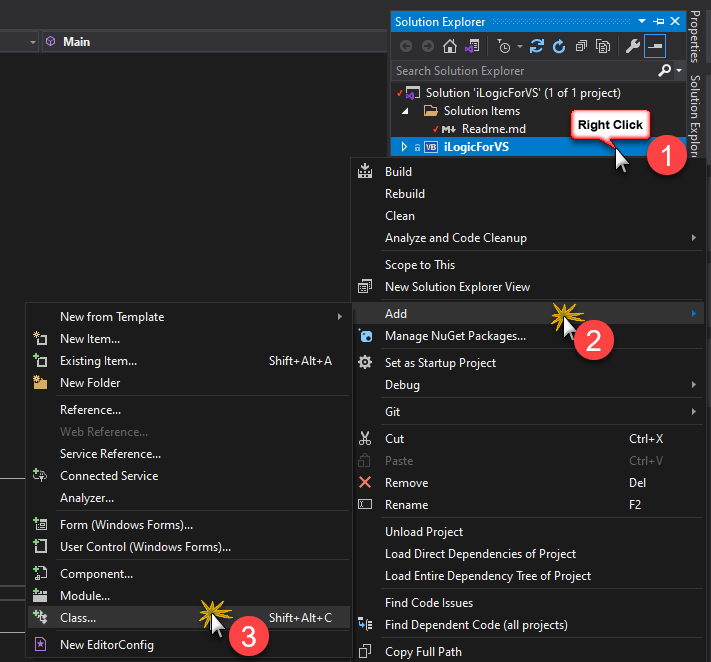 Main
Solution Explorer
Search Solution Explorer
Solution 'iLogicForVS' (1 of 1 project)
Solution Items
M+ Readme.md
VB iLogicForVS
Right Click
1
Properties
Solution Explorer
Build
Rebuild
Clean
Analyze and Code Cleanup
Scope to This
New Solution Explorer View
Add
2
Manage NuGet Packages...
Set as Startup Project
Debug
Git
Cut Ctrl+X
Paste Ctrl+V
Remove Del
Rename F2
Unload Project
Load Direct Dependencies of Project
Load Entire Dependency Tree of Project
Find Code Issues
Find Dependent Code (all projects)
Copy Full Path
New from Template
New Item...
Existing Item... Shift+Alt+A
New Folder
Reference...
Web Reference...
Service Reference...
Connected Service
Analyzer...
Form (Windows Forms)...
User Control (Windows Forms)...
Component...
Module...
Class... Shift+Alt+C
3
New EditorConfig